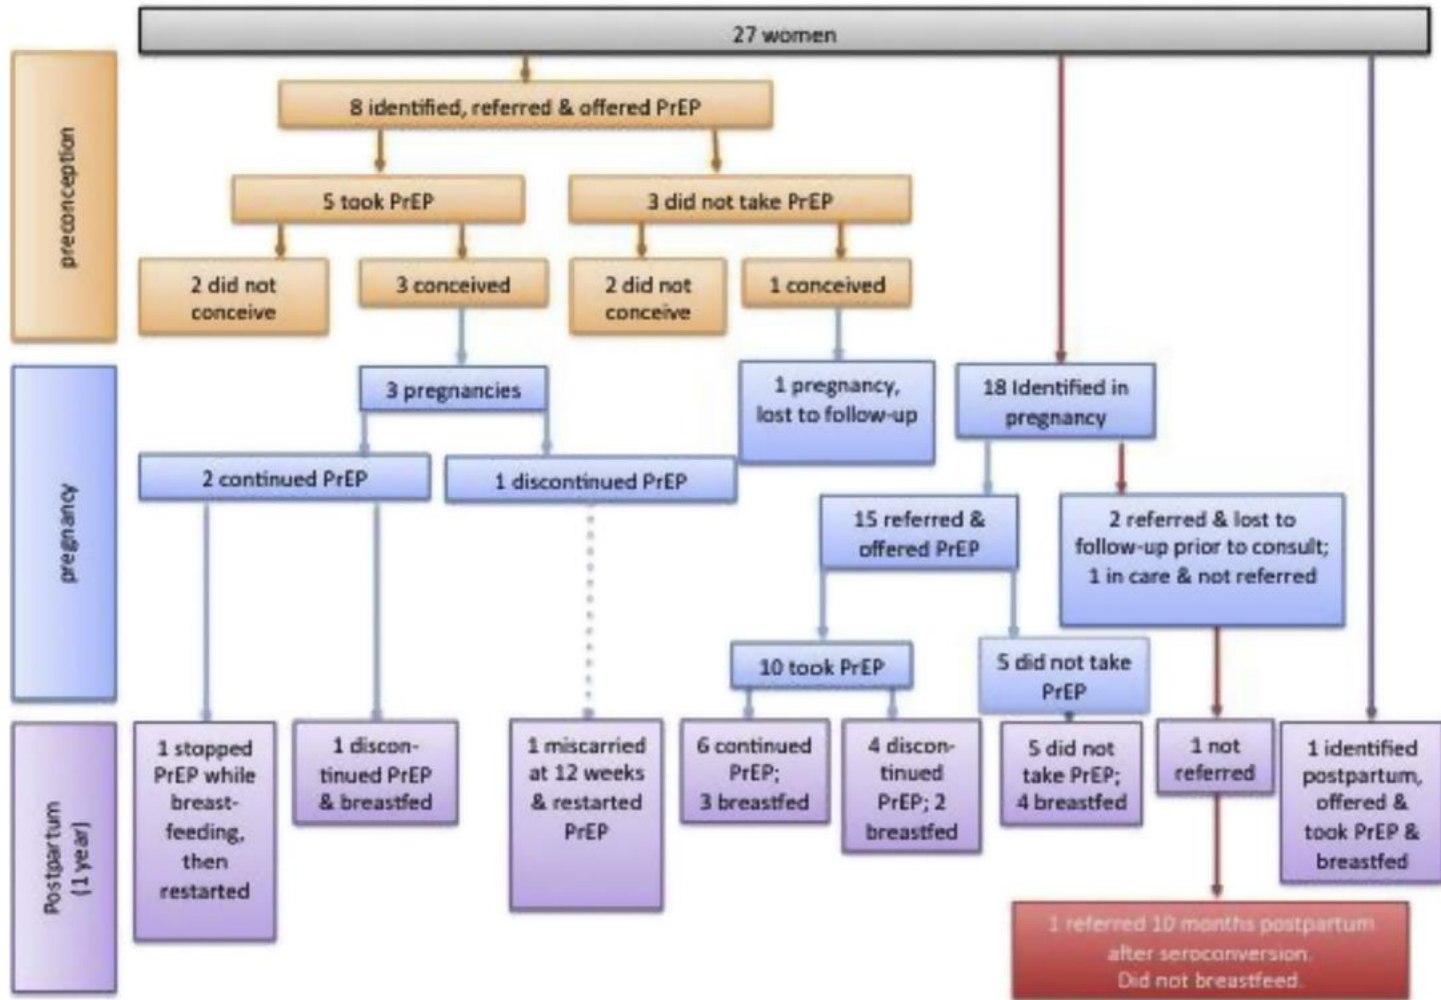 27 women
preconception
8 identified, referred & offered PrEP
5 took PrEP
3 did not take PrEP
2 did not
conceive
3 conceived
2 did not
conceive
1 conceived
pregnancy
3 pregnancies
1 pregnancy,
lost to follow-up
18 Identified in
pregnancy
2 continued PrEP
1 discontinued PrEP
15 referred &
offered PrEP
2 referred & lost to
follow-up prior to consult;
1 in care & not referred
10 took PrEP
5 did not take
PrEP
Postpartum
(1 year)
1 stopped
PrEP while
breast-
feeding,
then
restarted
1 discon-
tinued PrEP
& breastfed
1 miscarried
at 12 weeks
& restarted
PrEP
6 continued
PrEP;
3 breastfed
4 discon-
tinued
PrEP; 2
breastfed
5 did not
take PrEP;
4 breastfed
1 not
referred
1 identified
postpartum,
offered &
took PrEP &
breastfed
1 referred 10 months postpartum
after seroconversion.
Did not breastfeed.